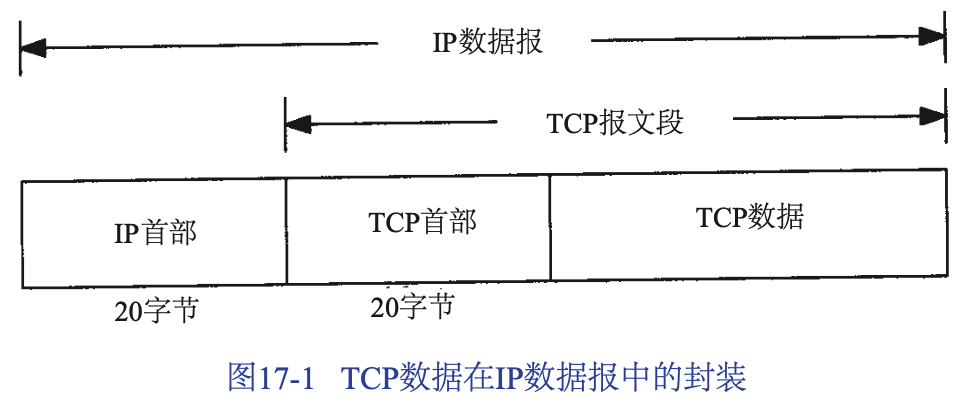 IP数据报
TCP报文段
IP首部
TCP首部
TCP数据
20字节
20字节
图17-1 TCP数据在IP数据报中的封装